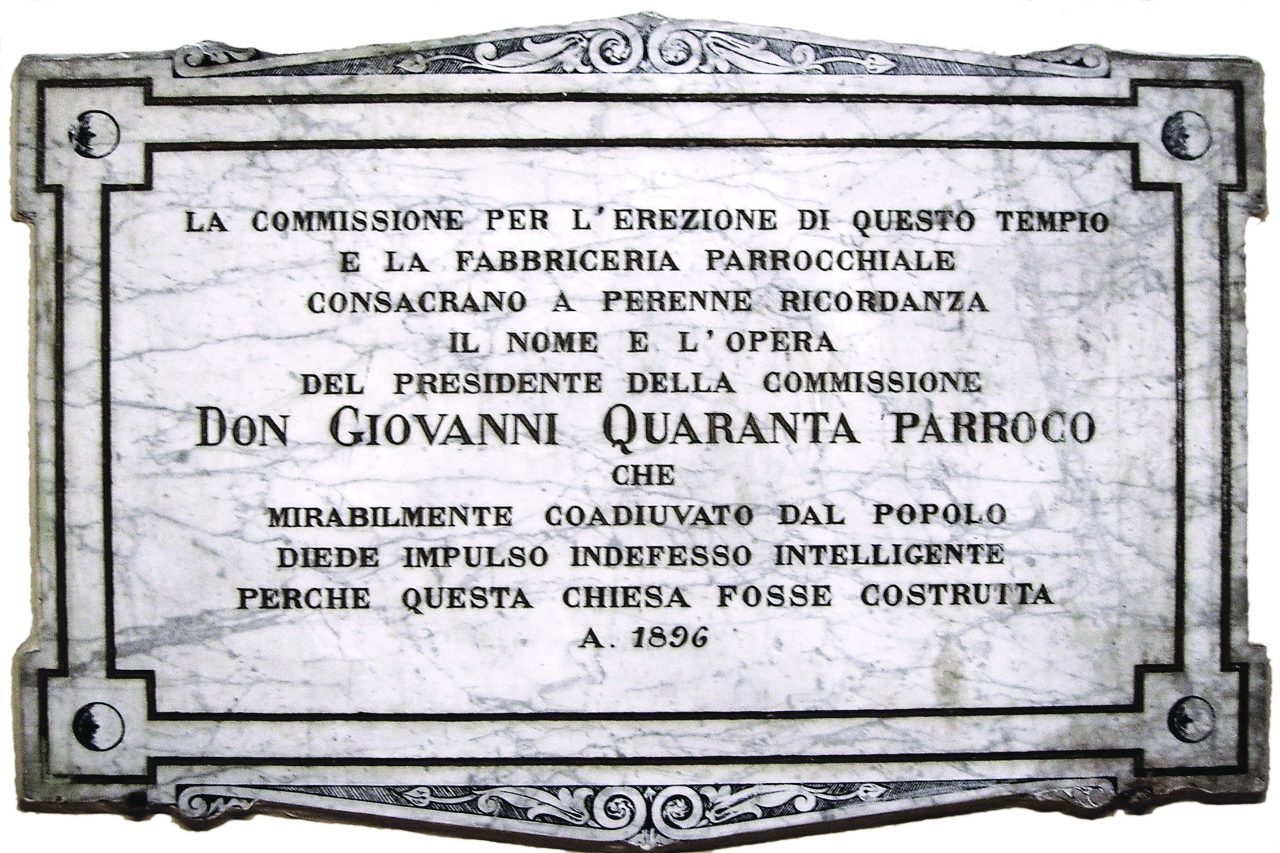 LA COMMISSIONE PER L'EREZIONE DI QUESTO TEMPIO
E LA FABBRICERIA PARROCCHIALE
CONSACRANO A PERENNE RICORDANZA
IL NOME E L'OPERA
DEL PRESIDENTE DELLA COMMISSIONE
DON GIOVANNI QUARANTA PARROCO
CHE
MIRABILMENTE COADIUVATO DAL POPOLO
DIEDE IMPULSO INDEFESSO INTELLIGENTE
PERCHE QUESTA CHIESA FOSSE COSTRUTTA
A. 1896